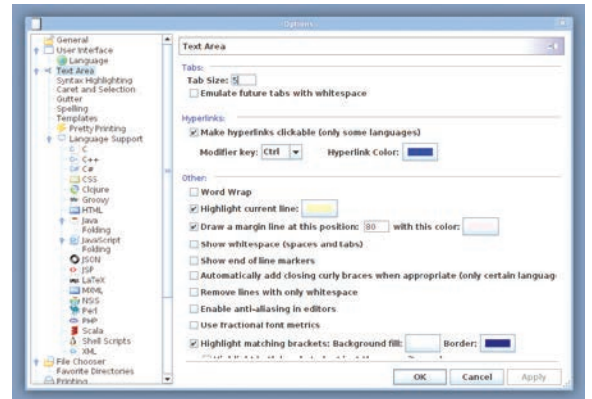 Options
General
User Interface
Language
Text Area
Syntax Highlighting
Caret and Selection
Gutter
Spelling
Templates
Pretty Printing
Language Support
C
C++
C#
CSS
Clojure
Groovy
HTML
Java
Folding
JavaScript
Folding
JSON
JSP
LaTeX
MXML
NSIS
Perl
PHP
Scala
Shell Scripts
XML
File Chooser
Favorite Directories
Printing
Text Area
Tabs:
Tab Size: 5
Emulate future tabs with whitespace
Hyperlinks:
Make hyperlinks clickable (only some languages)
Modifier key: Ctrl Hyperlink Color:
Other:
Word Wrap
Highlight current line:
Draw a margin line at this position: 80 with this color:
Show whitespace (spaces and tabs)
Show end of line markers
Automatically add closing curly braces when appropriate (only certain languag
Remove lines with only whitespace
Enable anti-aliasing in editors
Use fractional font metrics
Highlight matching brackets: Background fill: Border:
OK Cancel Apply